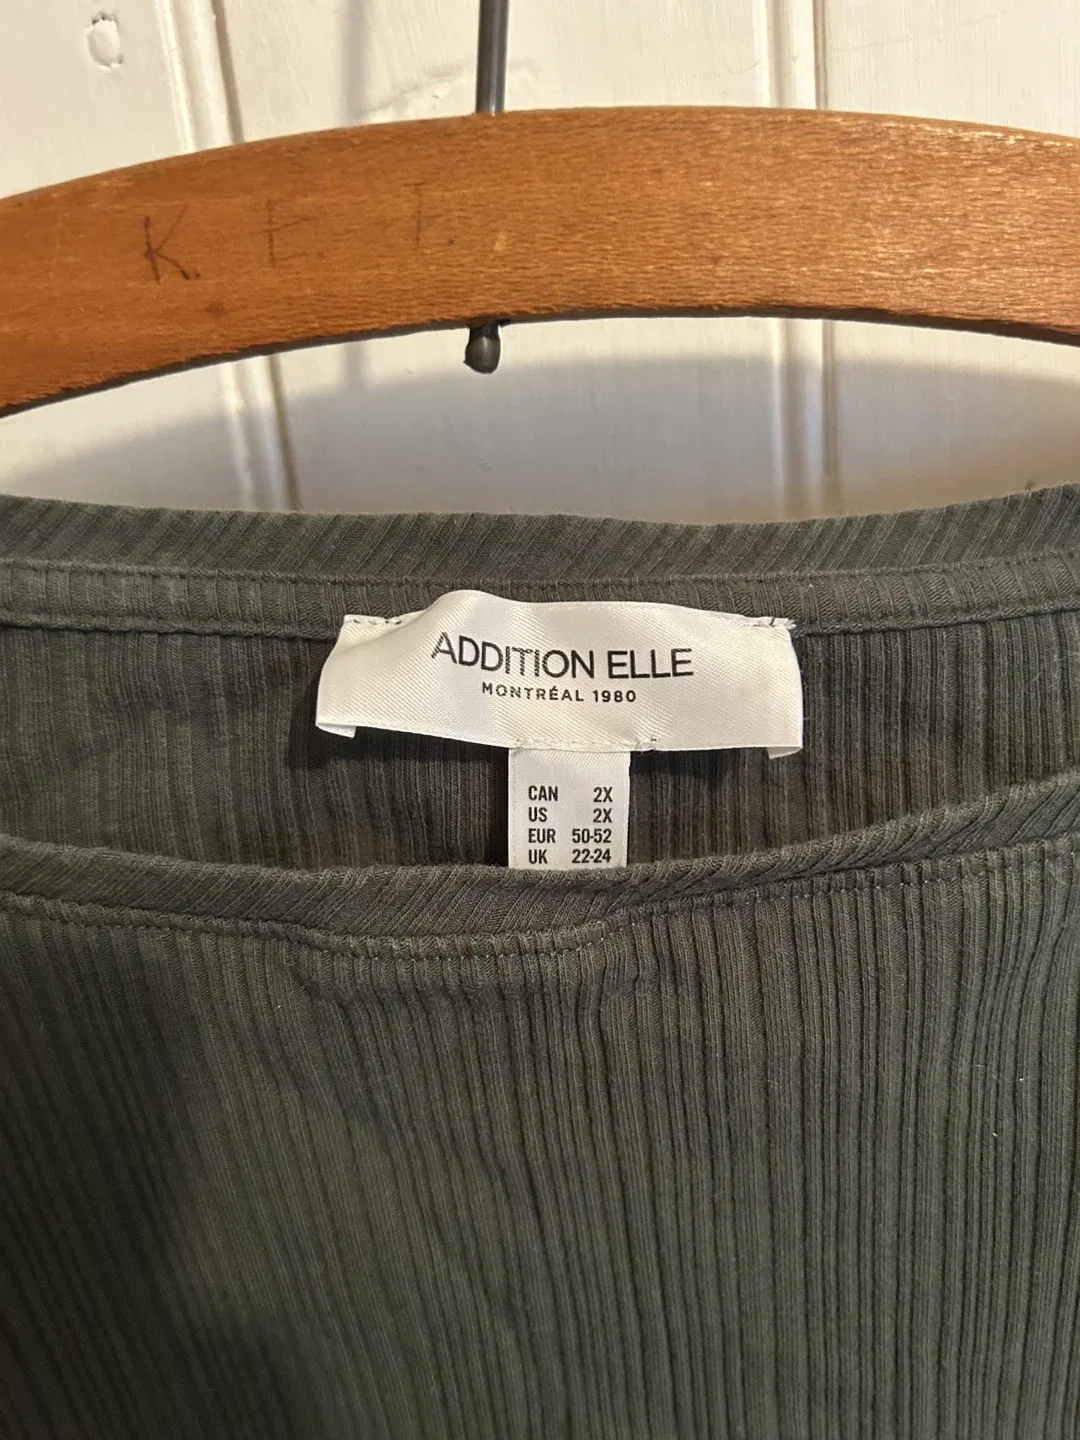 K. E T.
ADDITION ELLE
MONTRÉAL 1980
CAN 2X
US 2X
EUR 50-52
UK 22-24